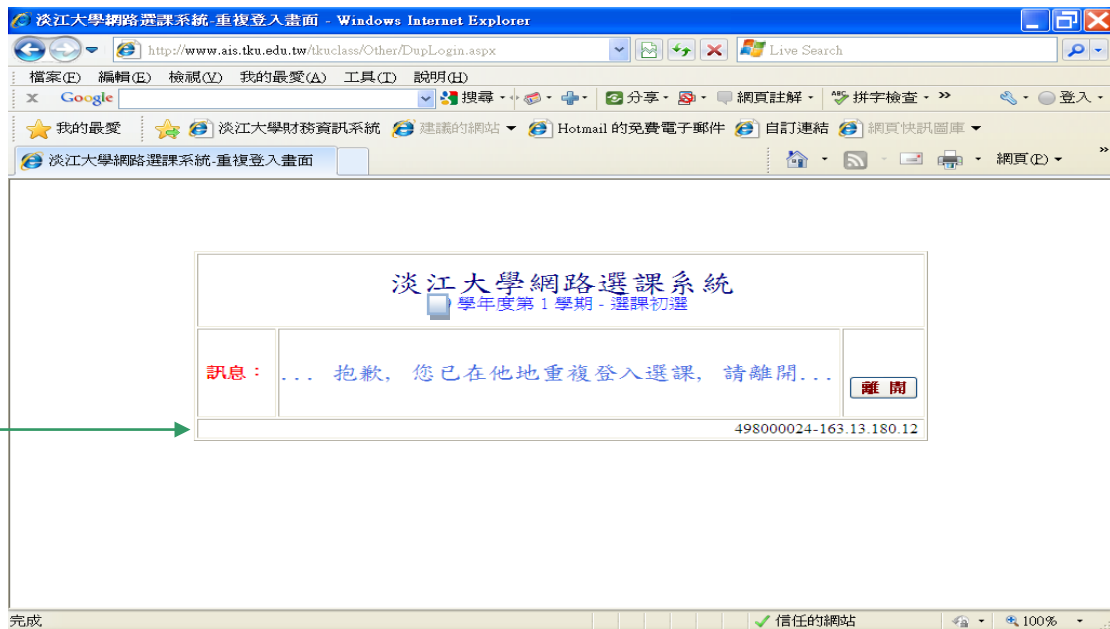 淡江大學網路選課系統-重複登入畫面 - Windows Internet Explorer
http://www.ais.tku.edu.tw/tkuclass/Other/DupLogin.aspx Live Search
檔案(F) 編輯(E) 檢視(V) 我的最愛(A) 工具(T) 說明(H)
x Google 搜尋 分享 網頁註解 拼字檢查 » 登入
我的最愛 淡江大學財務資訊系統 建議的網站 Hotmail 的免費電子郵件 自訂連結 網頁快訊圖庫
淡江大學網路選課系統-重複登入畫面 網頁(P) »
淡江大學網路選課系統
學年度第 1 學期 - 選課初選
訊息： ... 抱歉, 您已在他地重複登入選課, 請離開... 離 開
498000024-163.13.180.12
完成 信任的網站 100%